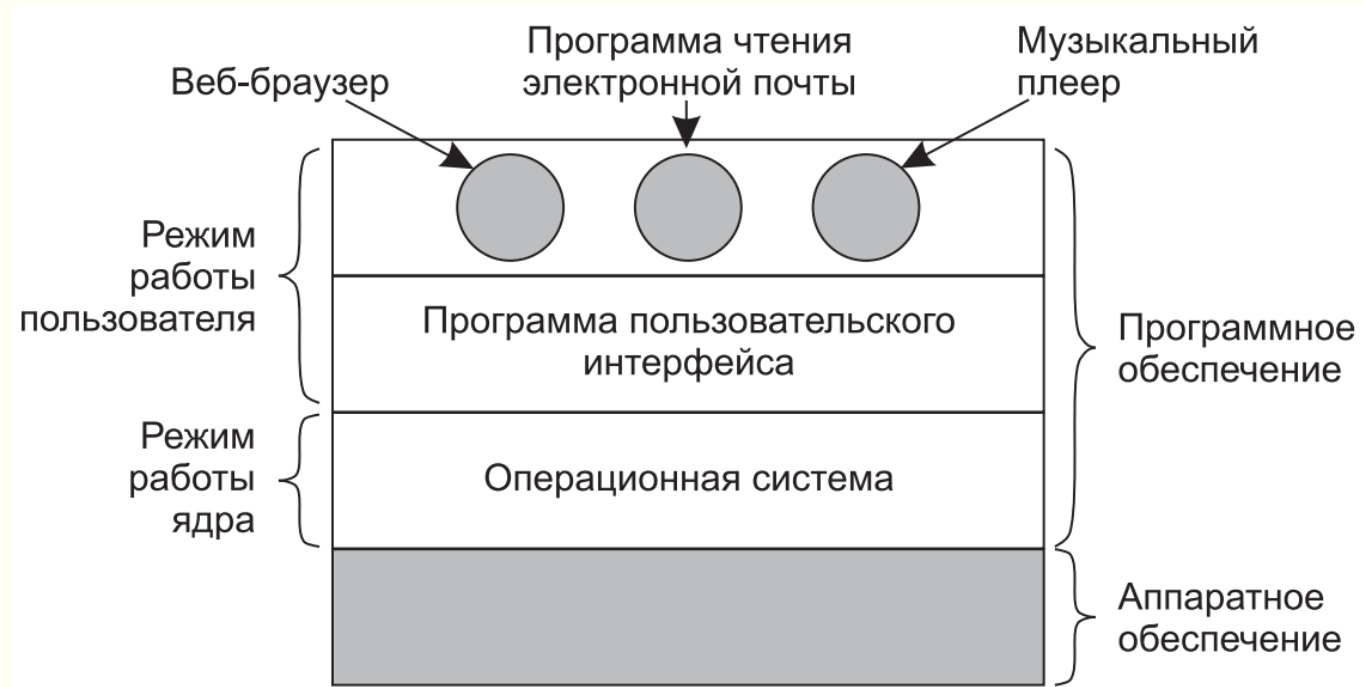 Веб-браузер
Программа чтения
электронной почты
Музыкальный
плеер
Режим
работы
пользователя
Программа пользовательского
интерфейса
Программное
обеспечение
Режим
работы
ядра
Операционная система
Аппаратное
обеспечение